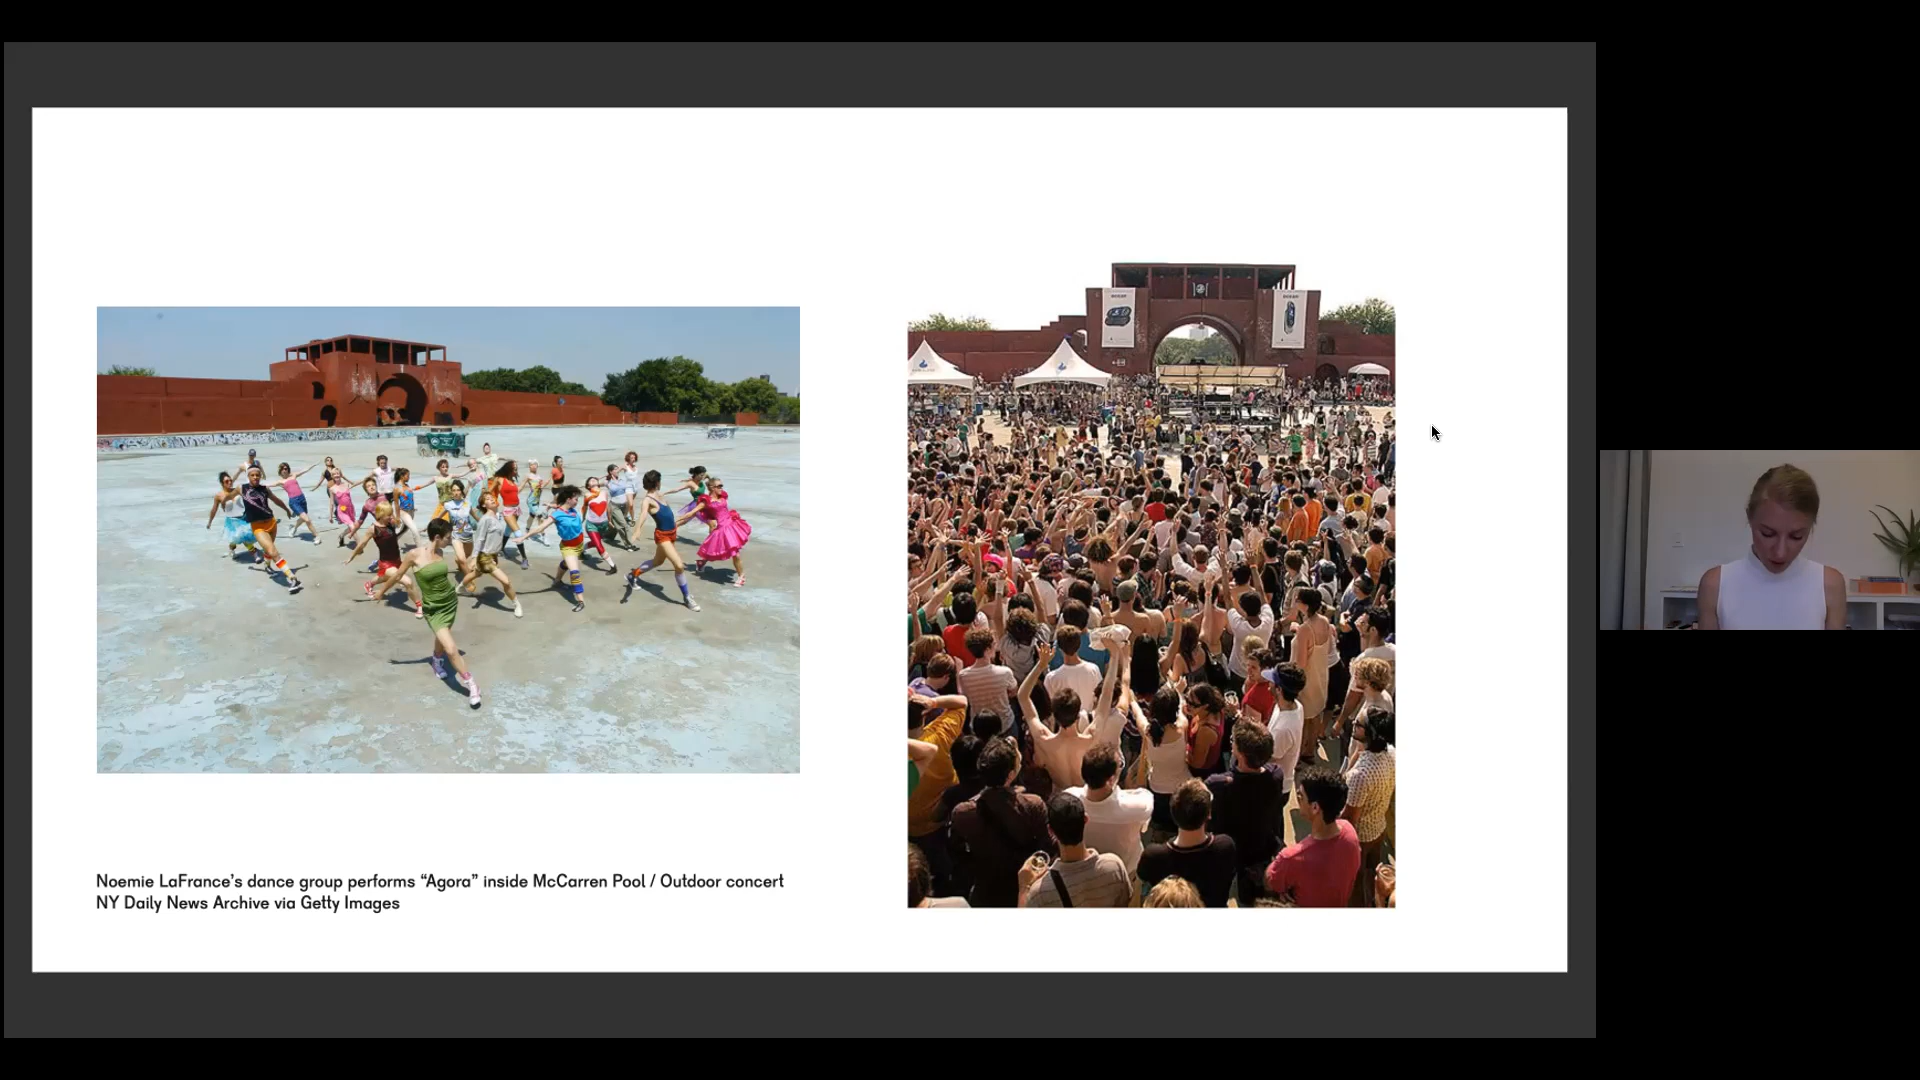 Noemie LaFrance’s dance group performs “Agora” inside McCarren Pool / Outdoor concert
NY Daily News Archive via Getty Images